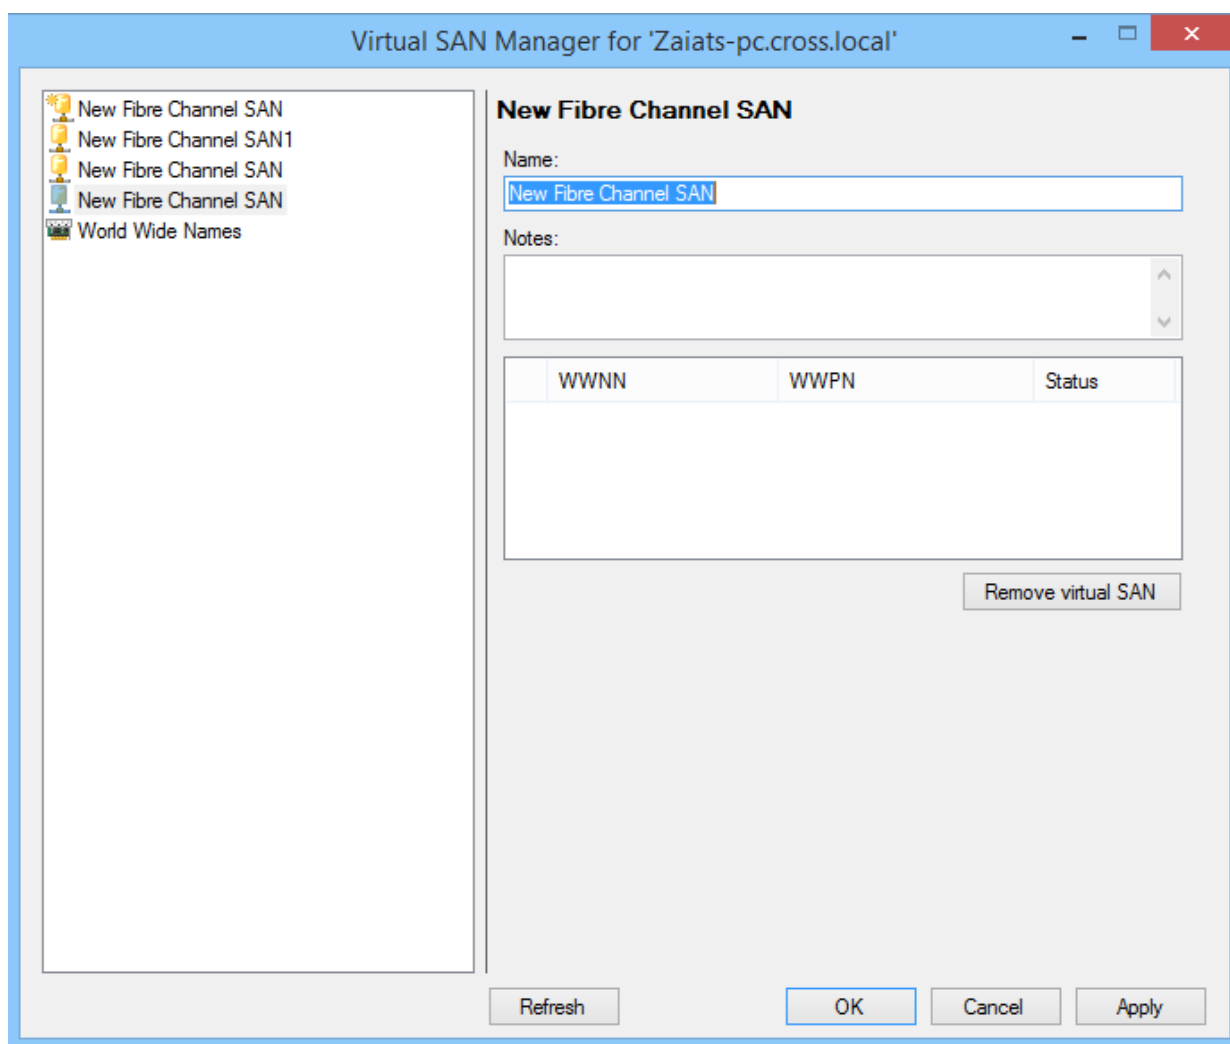 Virtual SAN Manager for 'Zaiats-pc.cross.local'
New Fibre Channel SAN
New Fibre Channel SAN1
New Fibre Channel SAN
New Fibre Channel SAN
World Wide Names
New Fibre Channel SAN
Name:
New Fibre Channel SAN
Notes:
WWNN WWPN Status
Remove virtual SAN
Refresh OK Cancel Apply